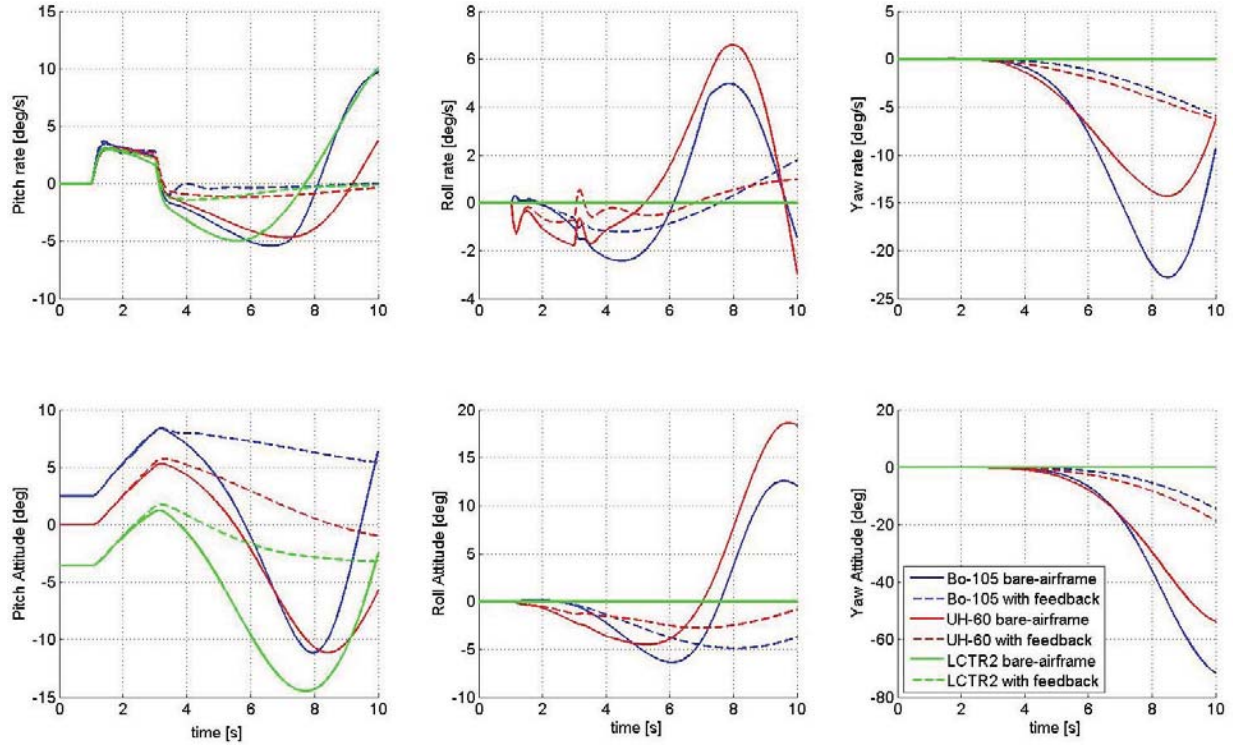 15
10
5
0
-5
-10
0 2 4 6 8 10
Pitch rate [deg/s]
8
6
4
2
0
-2
-4
0 2 4 6 8 10
Roll rate [deg/s]
5
0
-5
-10
-15
-20
-25
0 2 4 6 8 10
Yaw rate [deg/s]
10
5
0
-5
-10
-15
0 2 4 6 8 10
Pitch Attitude [deg]
time [s]
20
15
10
5
0
-5
-10
0 2 4 6 8 10
Roll Attitude [deg]
time [s]
20
0
-20
-40
-60
-80
0 2 4 6 8 10
Yaw Attitude [deg]
time [s]
Bo-105 bare-airframe
Bo-105 with feedback
UH-60 bare-airframe
UH-60 with feedback
LCTR2 bare-airframe
LCTR2 with feedback